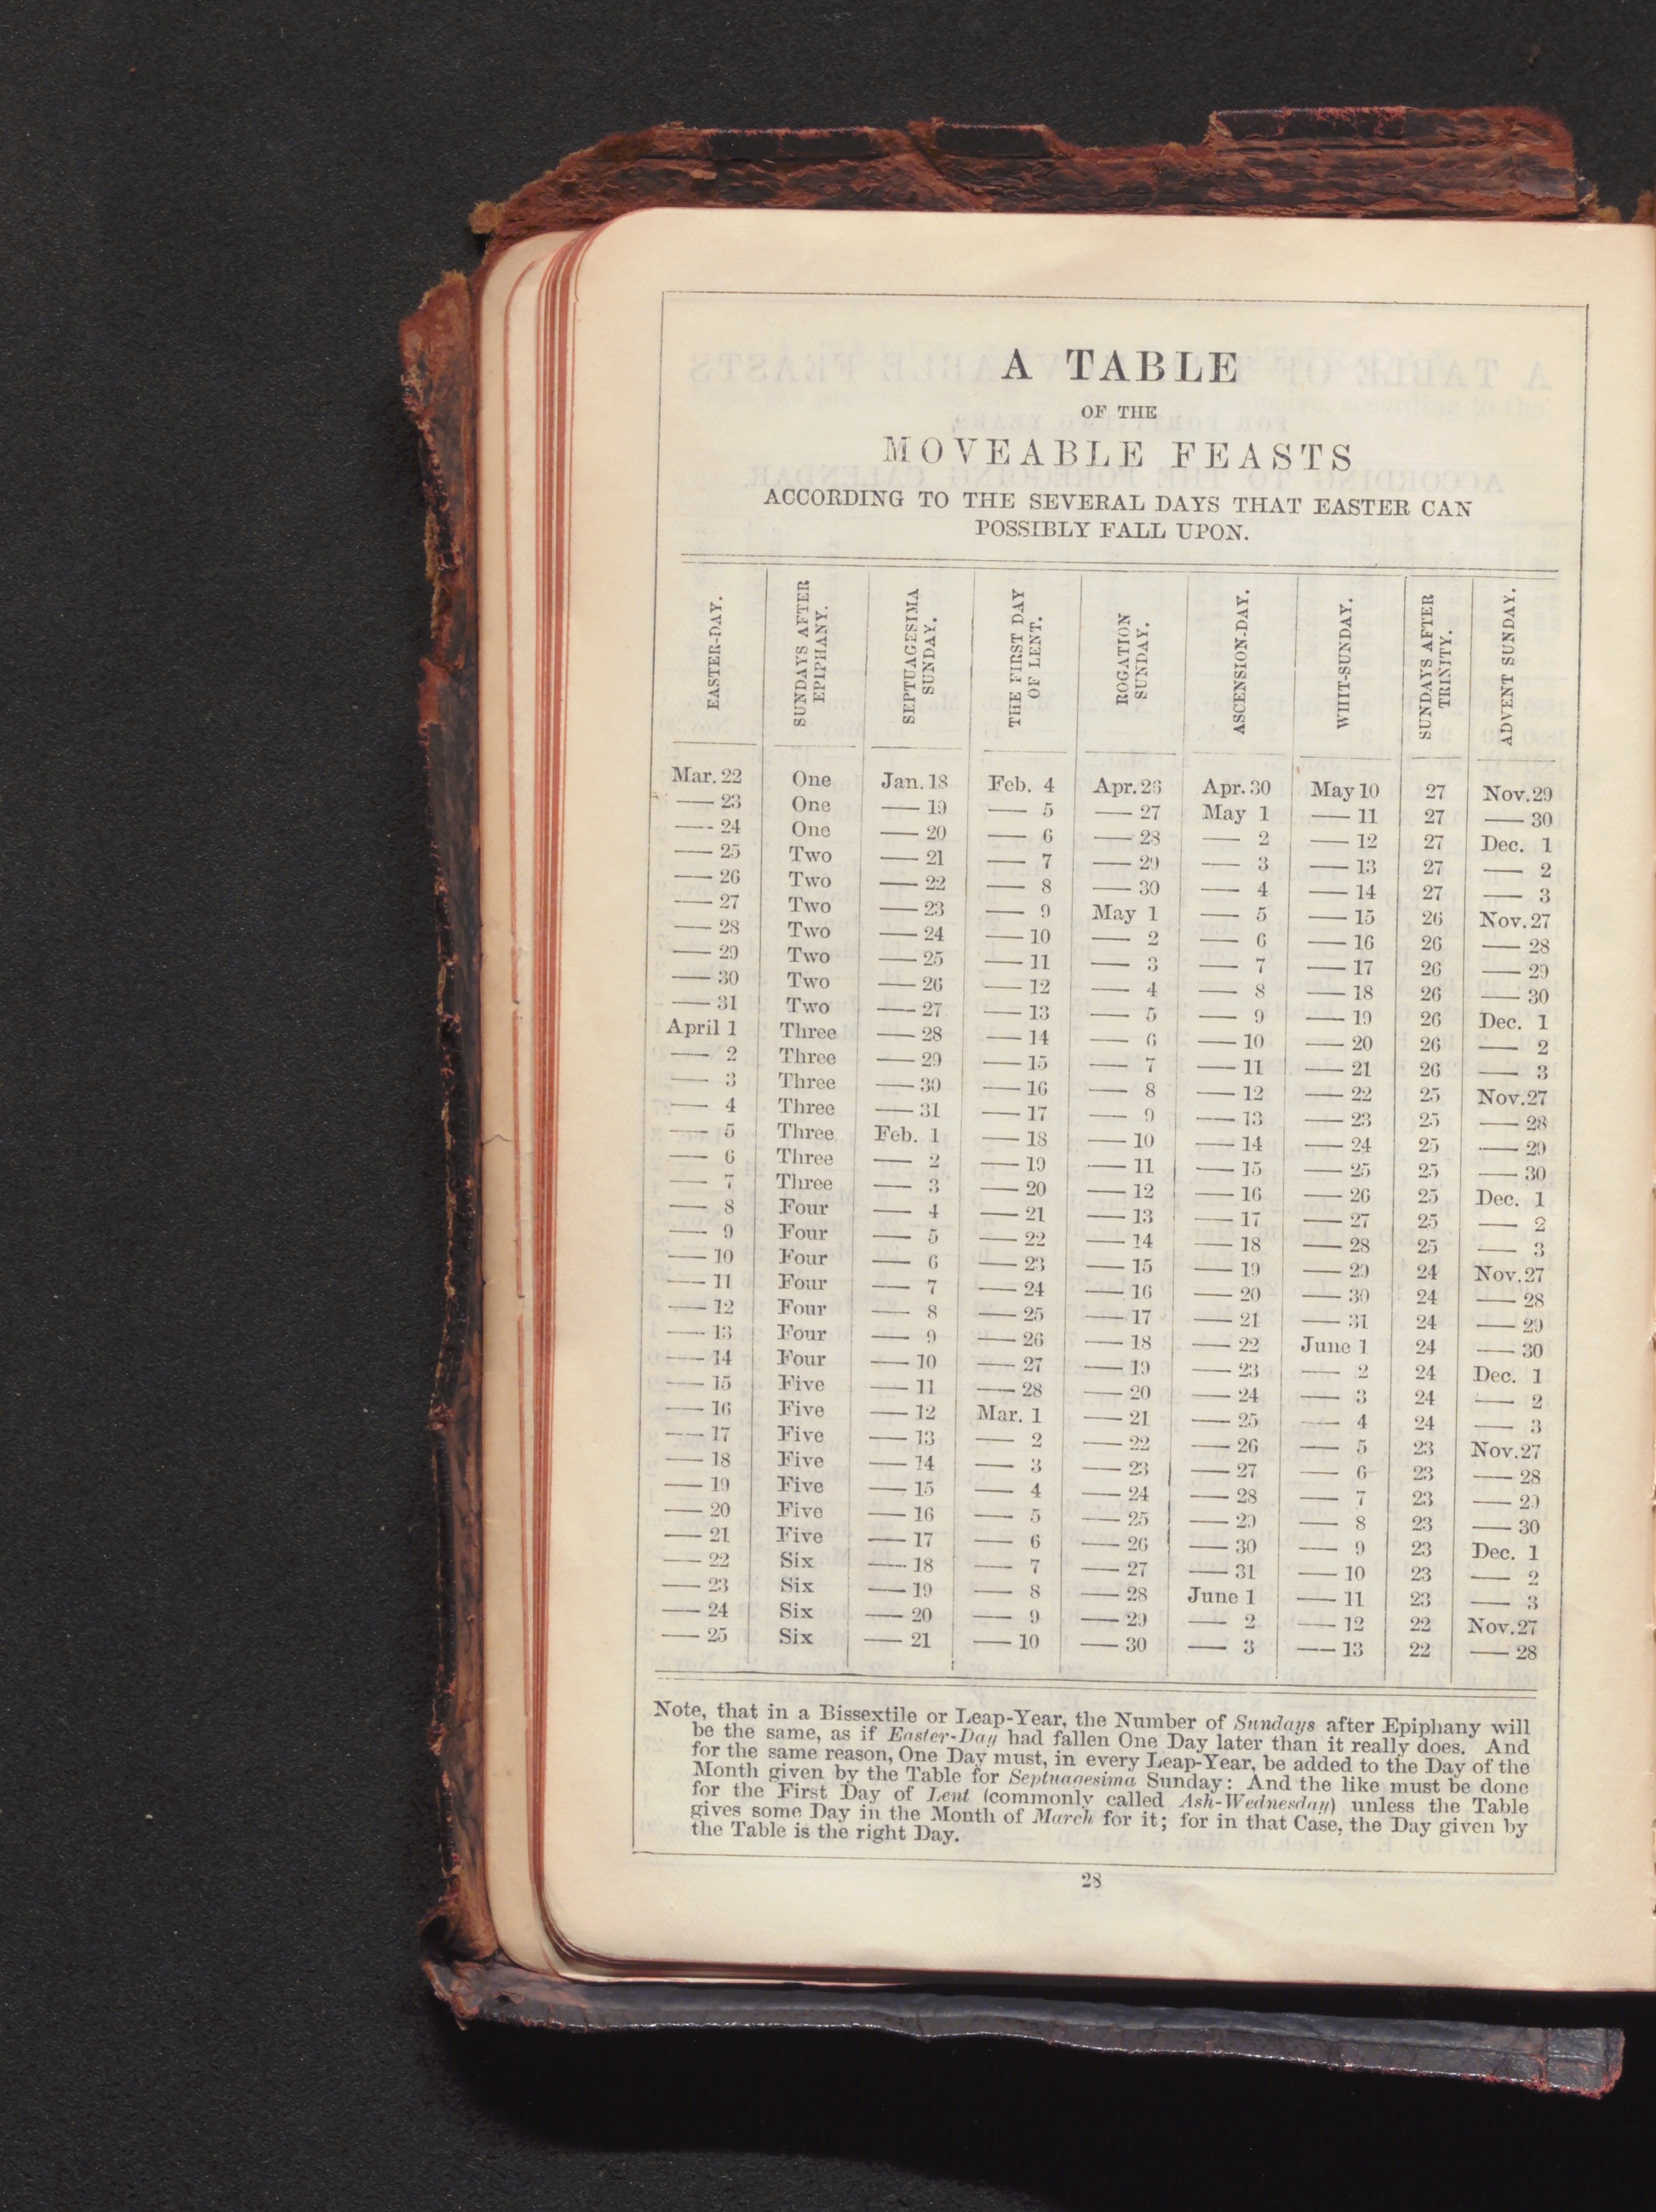 A TABLE
OF THE
MOVEABLE FEASTS
ACCORDING TO THE SEVERAL DAYS THAT EASTER CAN
POSSIBLY FALL UPON.
EASTER-DAY. SUNDAYS AFTER EPIPHANY. SEPTUAGESIMA SUNDAY. THE FIRST DAY OF LENT. ROGATION SUNDAY. ASCENSION-DAY. WHIT-SUNDAY. SUNDAYS AFTER TRINITY. ADVENT SUNDAY.
Mar. 22 One Jan. 18 Feb. 4 Apr. 26 Apr. 30 May 10 27 Nov. 29
— 23 One — 19 — 5 — 27 May 1 — 11 27 — 30
— 24 One — 20 — 6 — 28 — 2 — 12 27 Dec. 1
— 25 Two — 21 — 7 — 29 — 3 — 13 27 — 2
— 26 Two — 22 — 8 — 30 — 4 — 14 27 — 3
— 27 Two — 23 — 9 May 1 — 5 — 15 26 Nov. 27
— 28 Two — 24 — 10 — 2 — 6 — 16 26 — 28
— 29 Two — 25 — 11 — 3 — 7 — 17 26 — 29
— 30 Two — 26 — 12 — 4 — 8 — 18 26 — 30
— 31 Two — 27 — 13 — 5 — 9 — 19 26 Dec. 1
April 1 Three — 28 — 14 — 6 — 10 — 20 26 — 2
— 2 Three — 29 — 15 — 7 — 11 — 21 26 — 3
— 3 Three — 30 — 16 — 8 — 12 — 22 25 Nov. 27
— 4 Three — 31 — 17 — 9 — 13 — 23 25 — 28
— 5 Three Feb. 1 — 18 — 10 — 14 — 24 25 — 29
— 6 Three — 2 — 19 — 11 — 15 — 25 25 — 30
— 7 Three — 3 — 20 — 12 — 16 — 26 25 Dec. 1
— 8 Four — 4 — 21 — 13 — 17 — 27 25 — 2
— 9 Four — 5 — 22 — 14 — 18 — 28 25 — 3
— 10 Four — 6 — 23 — 15 — 19 — 29 24 Nov. 27
— 11 Four — 7 — 24 — 16 — 20 — 30 24 — 28
— 12 Four — 8 — 25 — 17 — 21 — 31 24 — 29
— 13 Four — 9 — 26 — 18 — 22 June 1 24 — 30
— 14 Four — 10 — 27 — 19 — 23 — 2 24 Dec. 1
— 15 Five — 11 — 28 — 20 — 24 — 3 24 — 2
— 16 Five — 12 Mar. 1 — 21 — 25 — 4 24 — 3
— 17 Five — 13 — 2 — 22 — 26 — 5 23 Nov. 27
— 18 Five — 14 — 3 — 23 — 27 — 6 23 — 28
— 19 Five — 15 — 4 — 24 — 28 — 7 23 — 29
— 20 Five — 16 — 5 — 25 — 29 — 8 23 — 30
— 21 Five — 17 — 6 — 26 — 30 — 9 23 Dec. 1
— 22 Six — 18 — 7 — 27 — 31 — 10 23 — 2
— 23 Six — 19 — 8 — 28 June 1 — 11 23 — 3
— 24 Six — 20 — 9 — 29 — 2 — 12 22 Nov. 27
— 25 Six — 21 — 10 — 30 — 3 — 13 22 — 28
Note, that in a Bissextile or Leap-Year, the Number of Sundays after Epiphany will
be the same, as if Easter-Day had fallen One Day later than it really does. And
for the same reason, One Day must, in every Leap-Year, be added to the Day of the
Month given by the Table for Septuagesima Sunday: And the like must be done
for the First Day of Lent (commonly called Ash-Wednesday) unless the Table
gives some Day in the Month of March for it; for in that Case, the Day given by
the Table is the right Day.
28